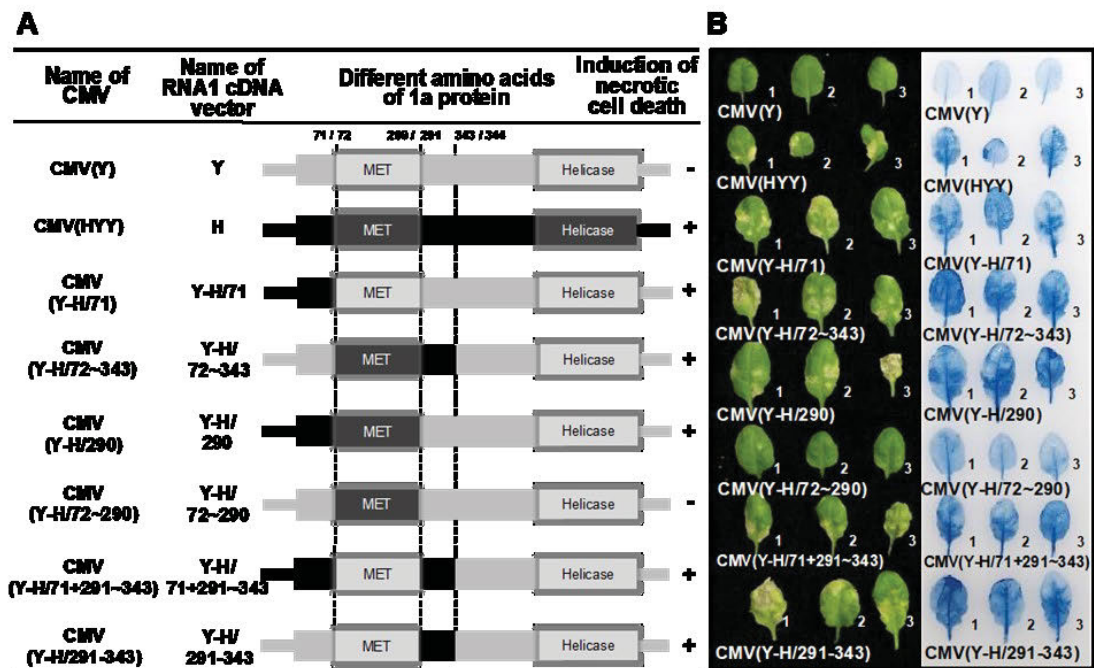 A
B
Name of CMV
Name of RNA1 cDNA vector
Different amino acids of 1a protein
Induction of necrotic cell death
71 / 72 290 / 291 343 / 344
CMV(Y) Y MET Helicase -
CMV(HYY) H MET Helicase +
CMV (Y-H/71) Y-H/71 MET Helicase +
CMV (Y-H/72~343) Y-H/ 72~343 MET Helicase +
CMV (Y-H/290) Y-H/ 290 MET Helicase +
CMV (Y-H/72~290) Y-H/ 72~290 MET Helicase -
CMV (Y-H/71+291~343) Y-H/ 71+291~343 MET Helicase +
CMV (Y-H/291-343) Y-H/ 291-343 MET Helicase +
1 2 3 1 2 3
CMV(Y) CMV(Y)
1 2 3 1 2 3
CMV(HYY) CMV(HYY)
1 2 3 1 2 3
CMV(Y-H/71) CMV(Y-H/71)
1 2 3 1 2 3
CMV(Y-H/72~343) CMV(Y-H/72~343)
1 2 3 1 2 3
CMV(Y-H/290) CMV(Y-H/290)
1 2 3 1 2 3
CMV(Y-H/72~290) CMV(Y-H/72~290)
1 2 3 1 2 3
CMV(Y-H/71+291~343) CMV(Y-H/71+291~343)
1 2 3 1 2 3
CMV(Y-H/291-343) CMV(Y-H/291-343)